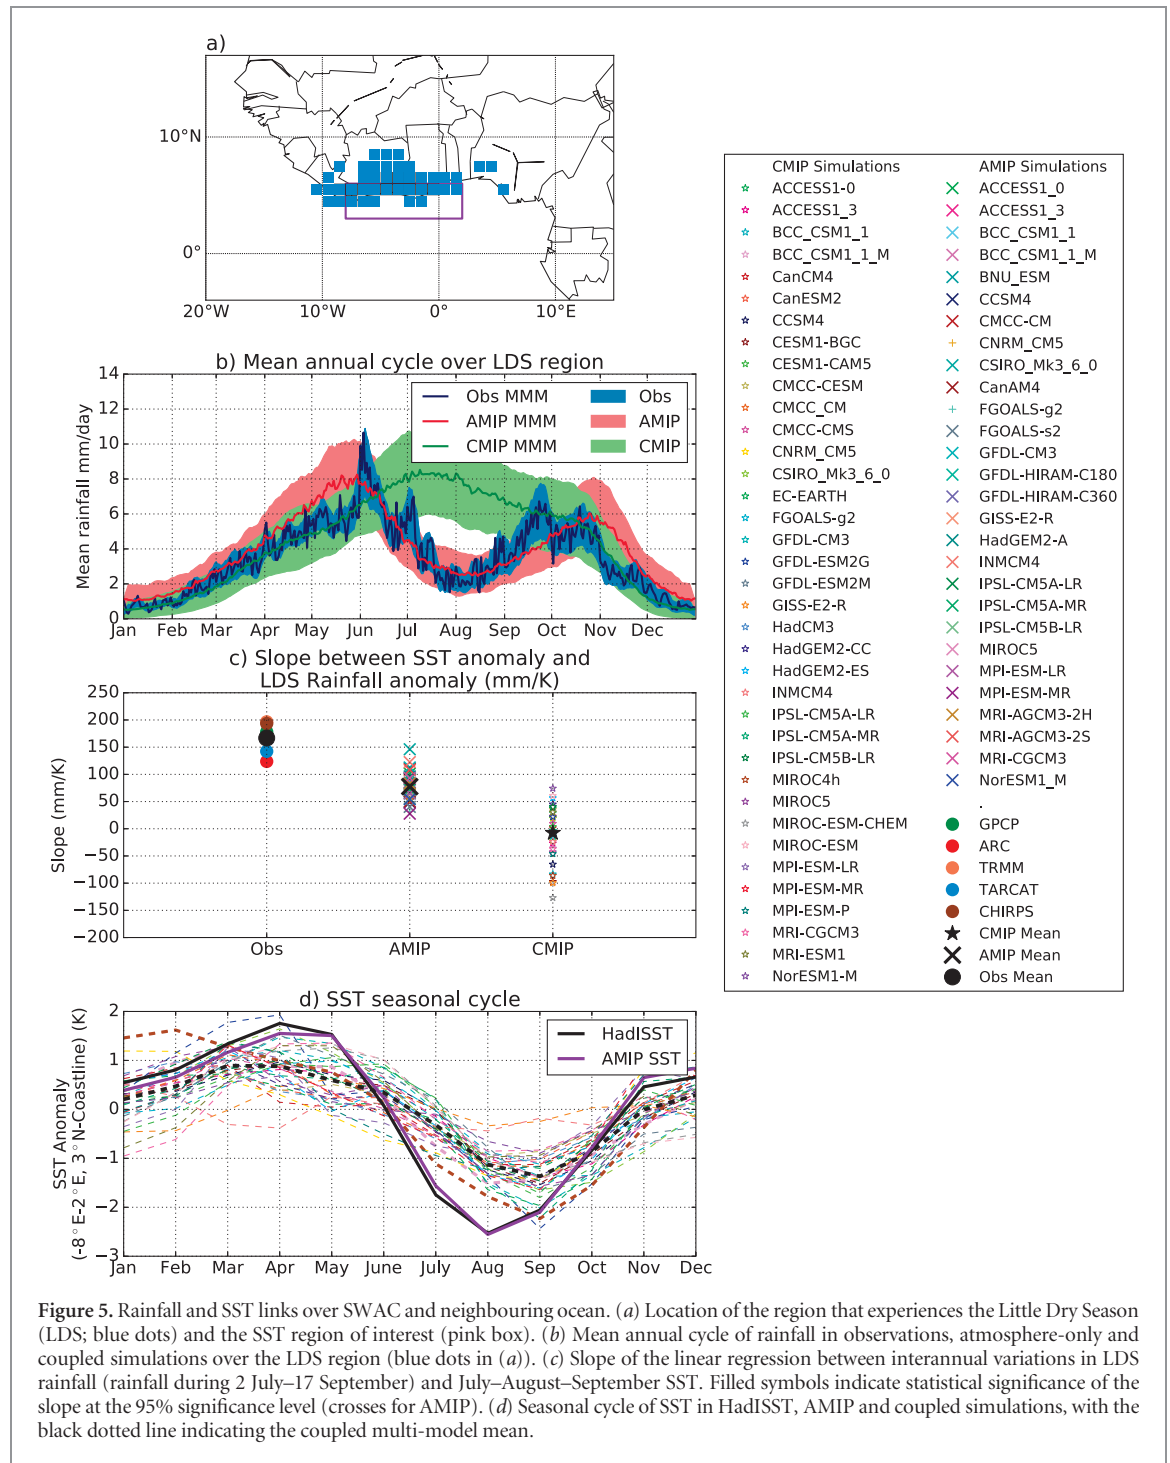 a)
10°N
0°
20°W
10°W
0°
10°E
b) Mean annual cycle over LDS region
Mean rainfall mm/day
14
12
10
8
6
4
2
0
Obs MMM
AMIP MMM
CMIP MMM
Obs
AMIP
CMIP
Jan Feb Mar Apr May Jun Jul Aug Sep Oct Nov Dec
c) Slope between SST anomaly and
LDS Rainfall anomaly (mm/K)
Slope (mm/K)
250
200
150
100
50
0
−50
−100
−150
−200
Obs AMIP CMIP
d) SST seasonal cycle
SST Anomaly
(-8°E-2°E, 3°N-Coastline) (K)
2
1
0
−1
−2
−3
HadISST
AMIP SST
Jan Feb Mar Apr May June July Aug Sep Oct Nov Dec
CMIP Simulations
ACCESS1-0
ACCESS1_3
BCC_CSM1_1
BCC_CSM1_1_M
CanCM4
CanESM2
CCSM4
CESM1-BGC
CESM1-CAM5
CMCC-CESM
CMCC_CM
CMCC-CMS
CNRM_CM5
CSIRO_Mk3_6_0
EC-EARTH
FGOALS-g2
GFDL-CM3
GFDL-ESM2G
GFDL-ESM2M
GISS-E2-R
HadCM3
HadGEM2-CC
HadGEM2-ES
INMCM4
IPSL-CM5A-LR
IPSL-CM5A-MR
IPSL-CM5B-LR
MIROC4h
MIROC5
MIROC-ESM-CHEM
MIROC-ESM
MPI-ESM-LR
MPI-ESM-MR
MPI-ESM-P
MRI-CGCM3
MRI-ESM1
NorESM1-M
AMIP Simulations
ACCESS1_0
ACCESS1_3
BCC_CSM1_1
BCC_CSM1_1_M
BNU_ESM
CCSM4
CMCC-CM
CNRM_CM5
CSIRO_Mk3_6_0
CanAM4
FGOALS-g2
FGOALS-s2
GFDL-CM3
GFDL-HIRAM-C180
GFDL-HIRAM-C360
GISS-E2-R
HadGEM2-A
INMCM4
IPSL-CM5A-LR
IPSL-CM5A-MR
IPSL-CM5B-LR
MIROC5
MPI-ESM-LR
MPI-ESM-MR
MRI-AGCM3-2H
MRI-AGCM3-2S
MRI-CGCM3
NorESM1_M
.
GPCP
ARC
TRMM
TARCAT
CHIRPS
CMIP Mean
AMIP Mean
Obs Mean
Figure 5. Rainfall and SST links over SWAC and neighbouring ocean. (a) Location of the region that experiences the Little Dry Season
(LDS; blue dots) and the SST region of interest (pink box). (b) Mean annual cycle of rainfall in observations, atmosphere-only and
coupled simulations over the LDS region (blue dots in (a)). (c) Slope of the linear regression between interannual variations in LDS
rainfall (rainfall during 2 July–17 September) and July–August–September SST. Filled symbols indicate statistical significance of the
slope at the 95% significance level (crosses for AMIP). (d) Seasonal cycle of SST in HadISST, AMIP and coupled simulations, with the
black dotted line indicating the coupled multi-model mean.